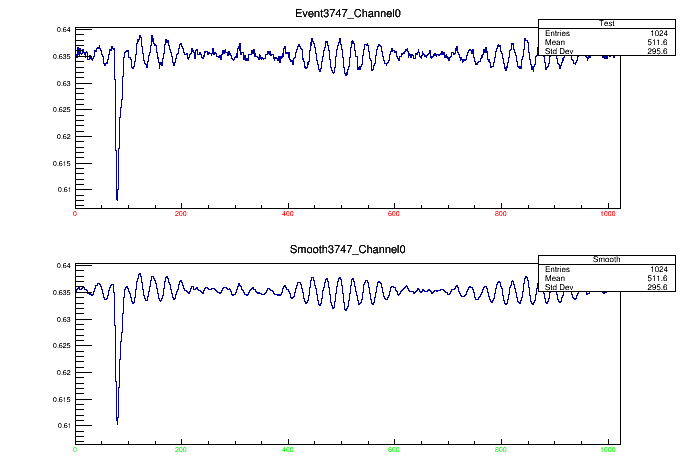 Event3747_Channel0
Test
Entries 1024
Mean 511.6
Std Dev 295.6
0.64
0.635
0.63
0.625
0.62
0.615
0.61
0 200 400 600 800 1000
Smooth3747_Channel0
Smooth
Entries 1024
Mean 511.6
Std Dev 295.6
0.64
0.635
0.63
0.625
0.62
0.615
0.61
0 200 400 600 800 1000